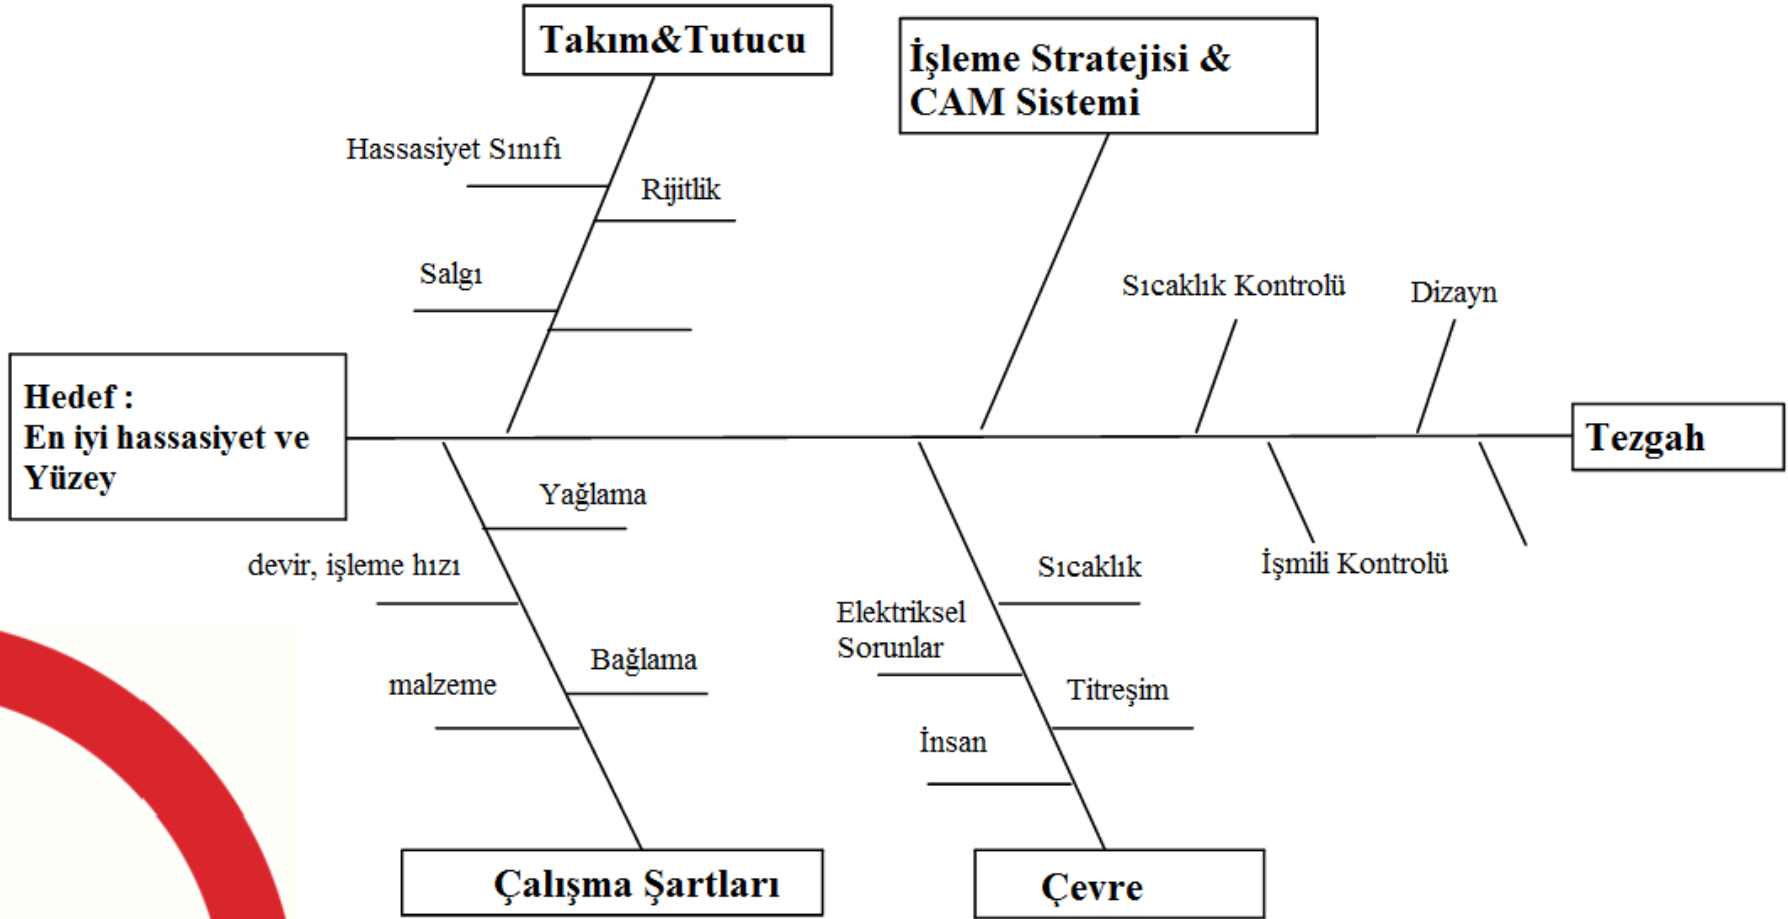 Takım&Tutucu
İşleme Stratejisi &
CAM Sistemi
Hassasiyet Sınıfı
Rijitlik
Salgı
Sıcaklık Kontrolü
Dizayn
Hedef :
En iyi hassasiyet ve
Yüzey
Tezgah
Yağlama
devir, işleme hızı
Bağlama
malzeme
Sıcaklık
Elektriksel
Sorunlar
Titreşim
İnsan
İşmili Kontrolü
Çalışma Şartları
Çevre